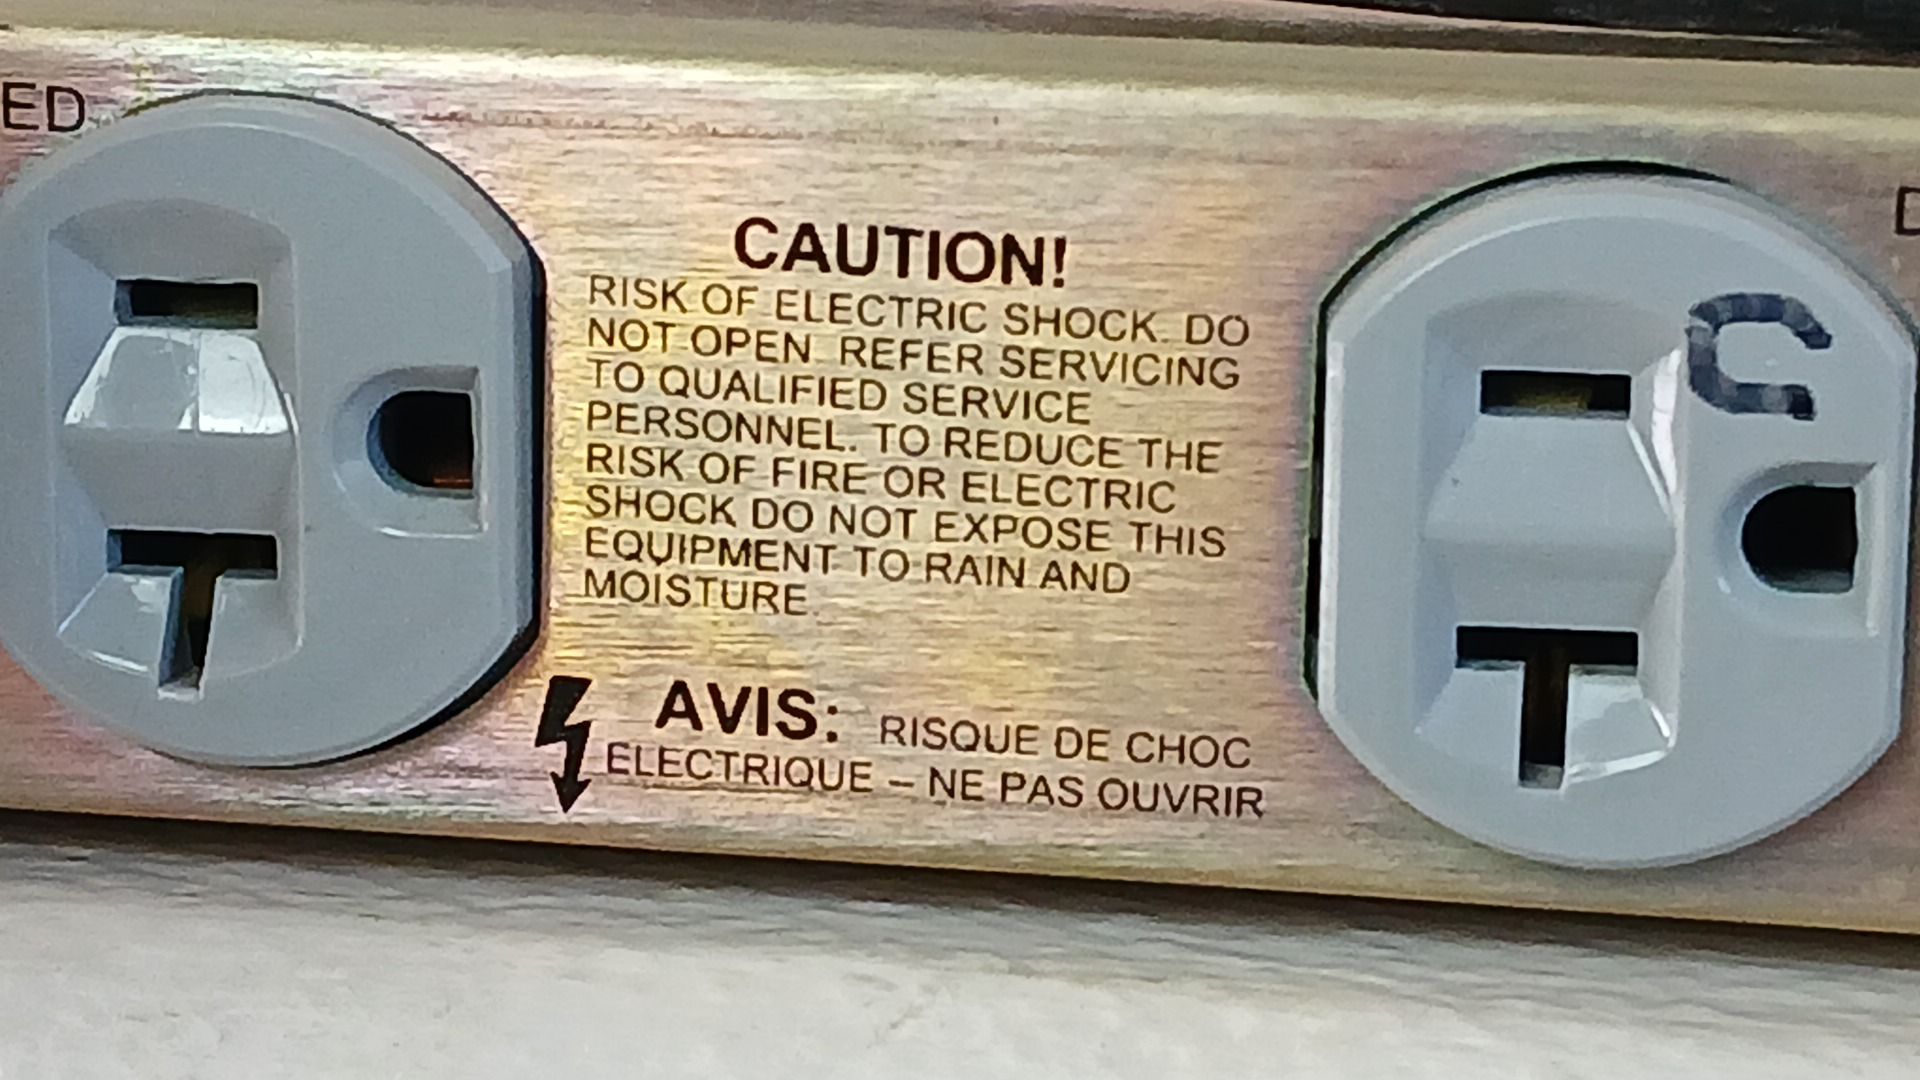 ED
CAUTION!
RISK OF ELECTRIC SHOCK. DO
NOT OPEN. REFER SERVICING
TO QUALIFIED SERVICE
PERSONNEL. TO REDUCE THE
RISK OF FIRE OR ELECTRIC
SHOCK DO NOT EXPOSE THIS
EQUIPMENT TO RAIN AND
MOISTURE.
AVIS: RISQUE DE CHOC
ELECTRIQUE – NE PAS OUVRIR